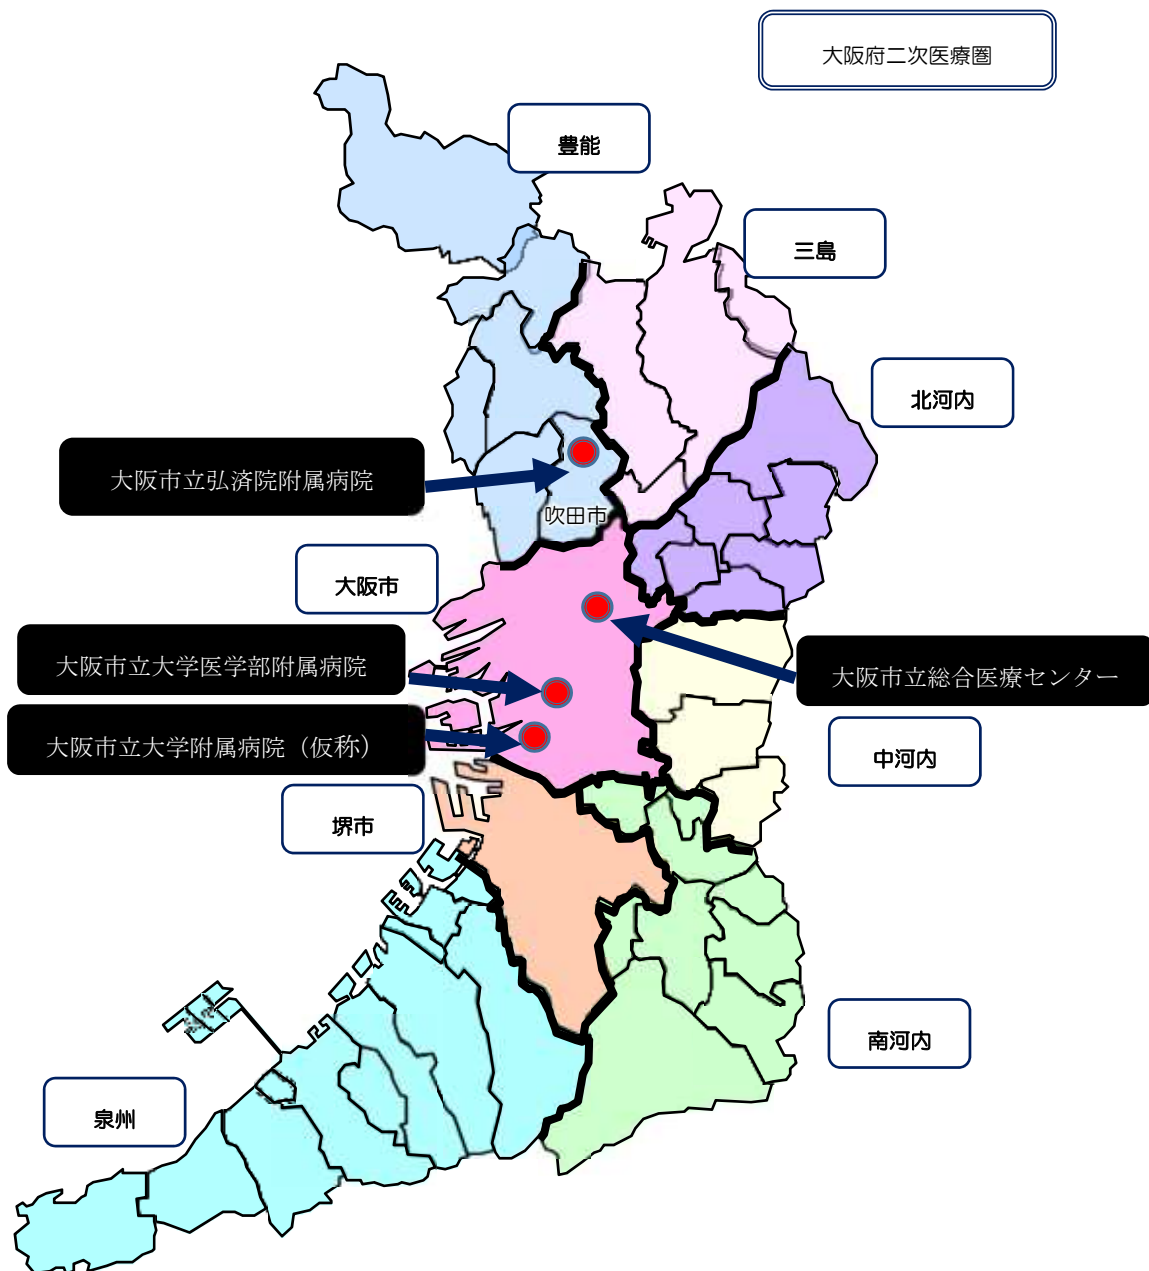 大阪府二次医療圏
豊能
三島
北河内
大阪市立弘済院附属病院
吹田市
大阪市
大阪市立大学医学部附属病院
大阪市立総合医療センター
大阪市立大学附属病院（仮称）
中河内
堺市
南河内
泉州